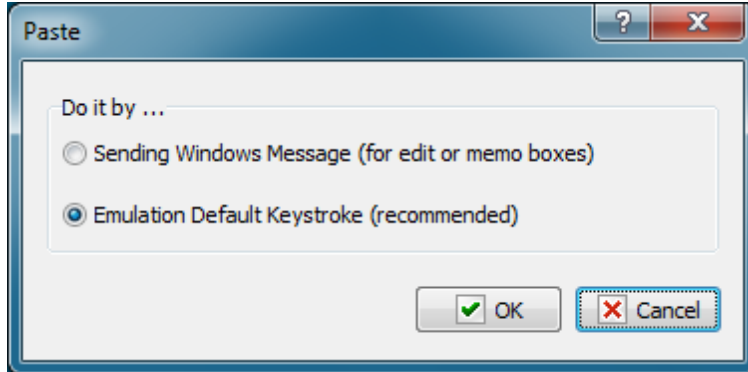 Paste
Do it by ...
Sending Windows Message (for edit or memo boxes)
Emulation Default Keystroke (recommended)
OK
Cancel